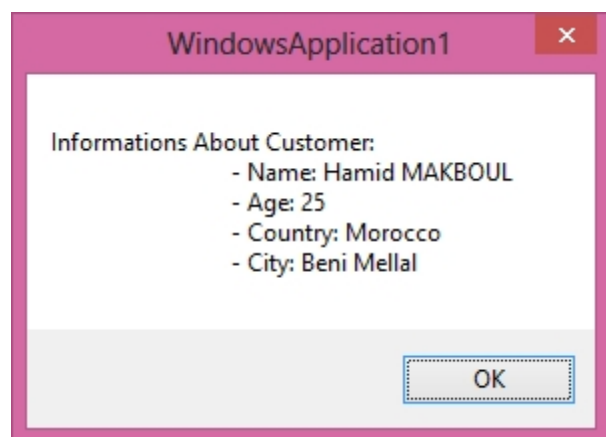 WindowsApplication1
Informations About Customer:
- Name: Hamid MAKBOUL
- Age: 25
- Country: Morocco
- City: Beni Mellal
OK